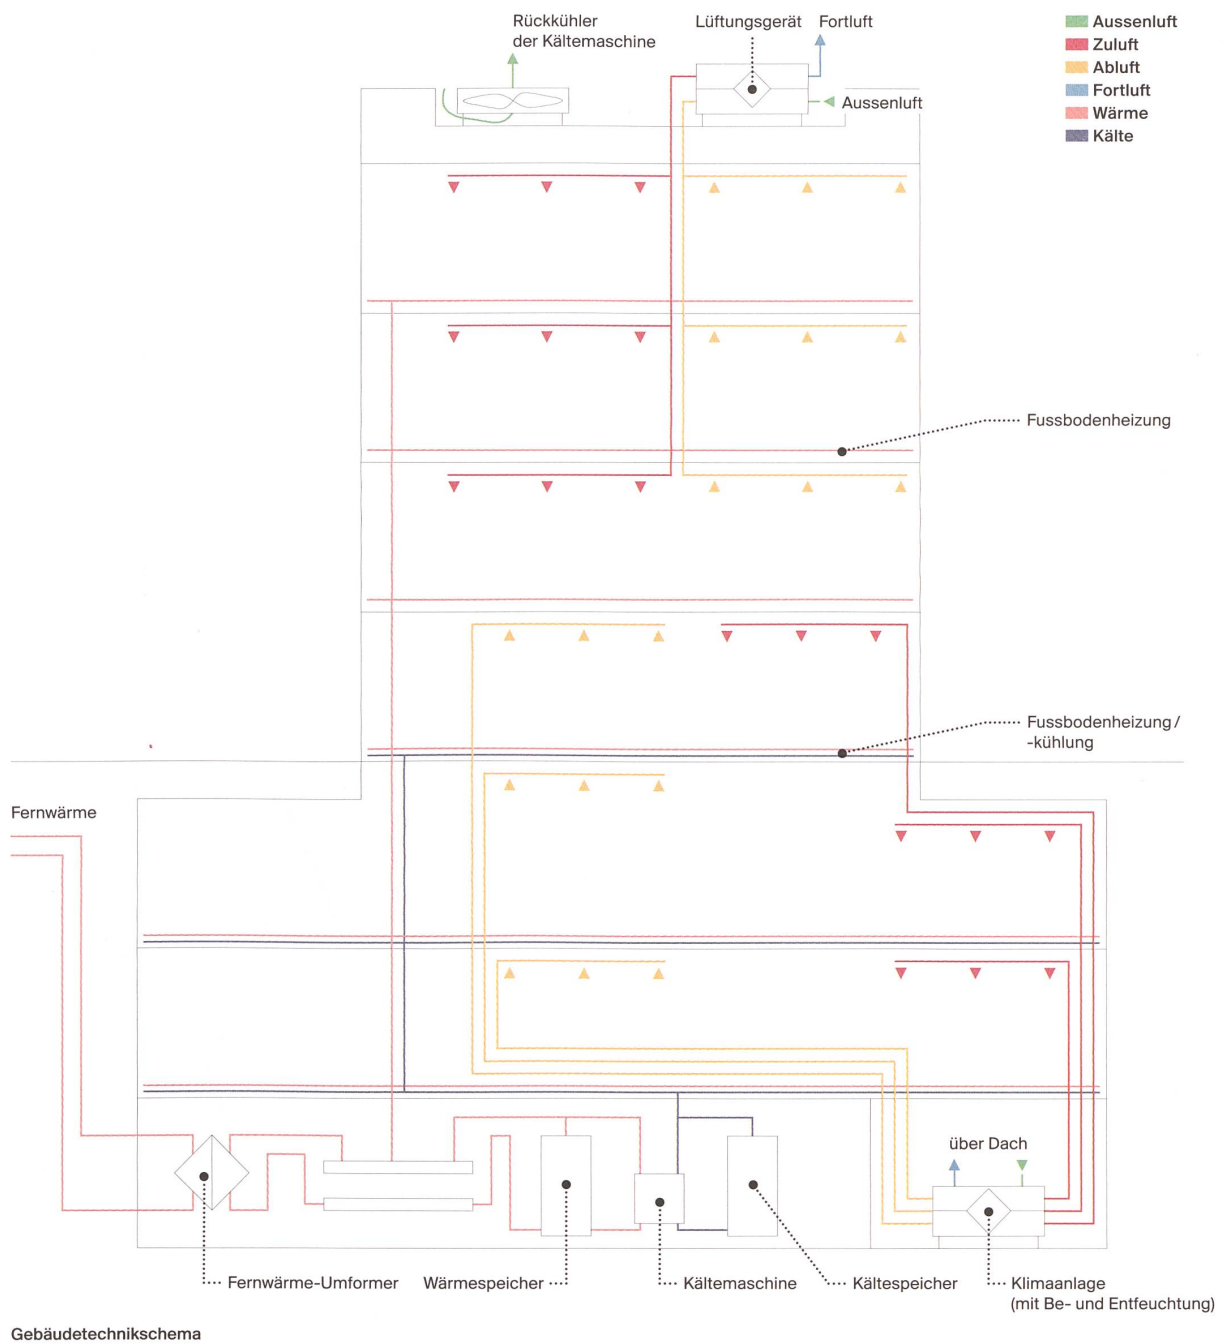 Rückkühler
der Kältemaschine
Lüftungsgerät
Fortluft
Aussenluft
Aussenluft
Zuluft
Abluft
Fortluft
Wärme
Kälte
Fussbodenheizung
Fussbodenheizung /
-kühlung
Fernwärme
über Dach
Fernwärme-Umformer
Wärmespeicher
Kältemaschine
Kältespeicher
Klimaanlage
(mit Be- und Entfeuchtung)
Gebäudetechnikschema